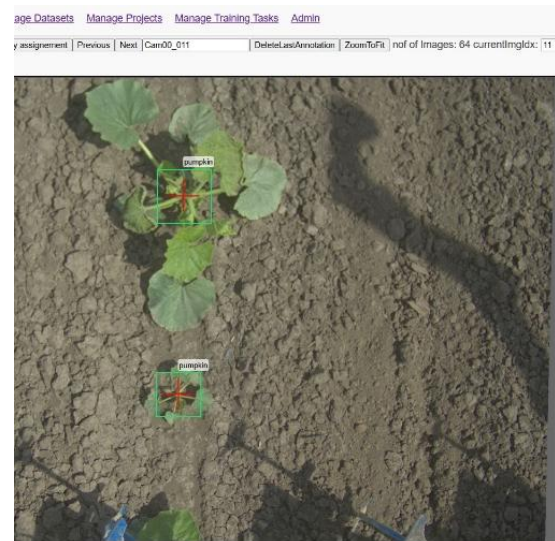 age Datasets Manage Projects Manage Training Tasks Admin
y assignement Previous Next Cam00_011 DeleteLastAnnotation ZoomToFit nof of Images: 64 currentImgIdx: 11
pumpkin
pumpkin